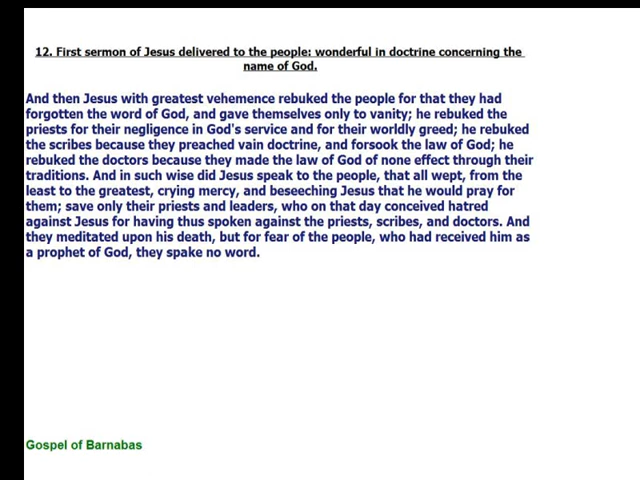 12. First sermon of Jesus delivered to the people: wonderful in doctrine concerning the
name of God.
And then Jesus with greatest vehemence rebuked the people for that they had
forgotten the word of God, and gave themselves only to vanity; he rebuked the
priests for their negligence in God's service and for their worldly greed; he rebuked
the scribes because they preached vain doctrine, and forsook the law of God; he
rebuked the doctors because they made the law of God of none effect through their
traditions. And in such wise did Jesus speak to the people, that all wept, from the
least to the greatest, crying mercy, and beseeching Jesus that he would pray for
them; save only their priests and leaders, who on that day conceived hatred
against Jesus for having thus spoken against the priests, scribes, and doctors. And
they meditated upon his death, but for fear of the people, who had received him as
a prophet of God, they spake no word.
Gospel of Barnabas